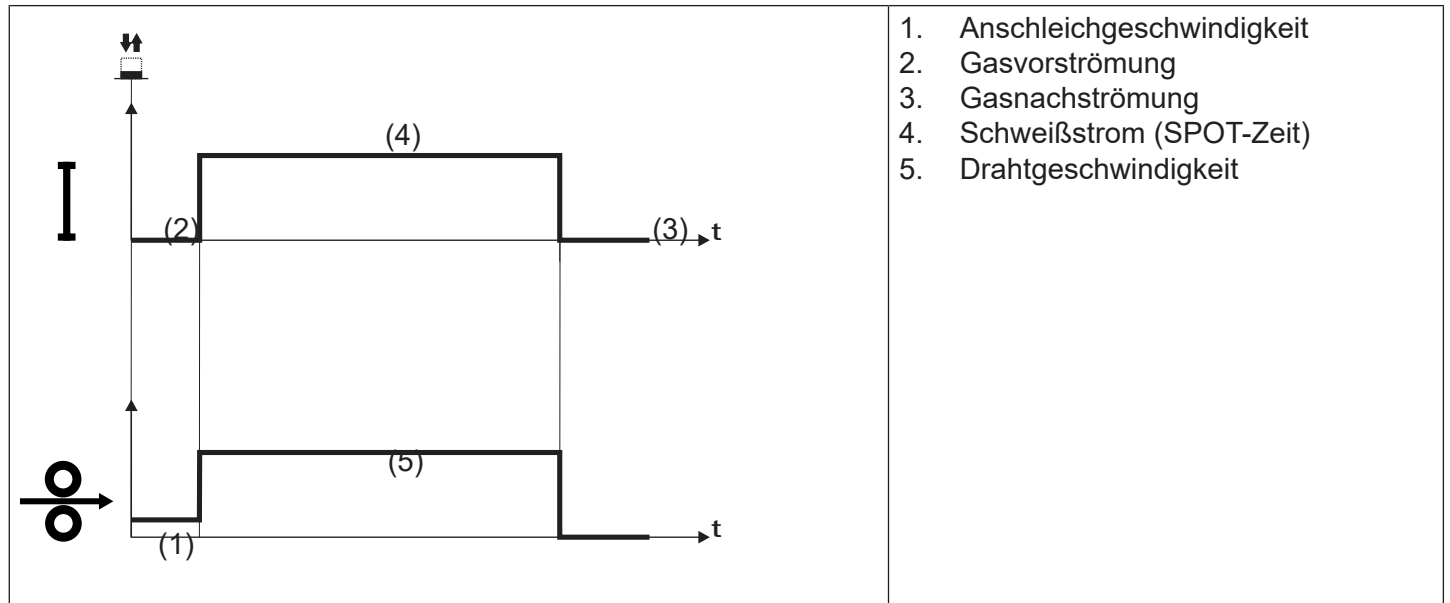 (4)
(2)
(3)
t
(5)
(1)
t
1. Anschleichgeschwindigkeit
2. Gasvorströmung
3. Gasnachströmung
4. Schweißstrom (SPOT-Zeit)
5. Drahtgeschwindigkeit